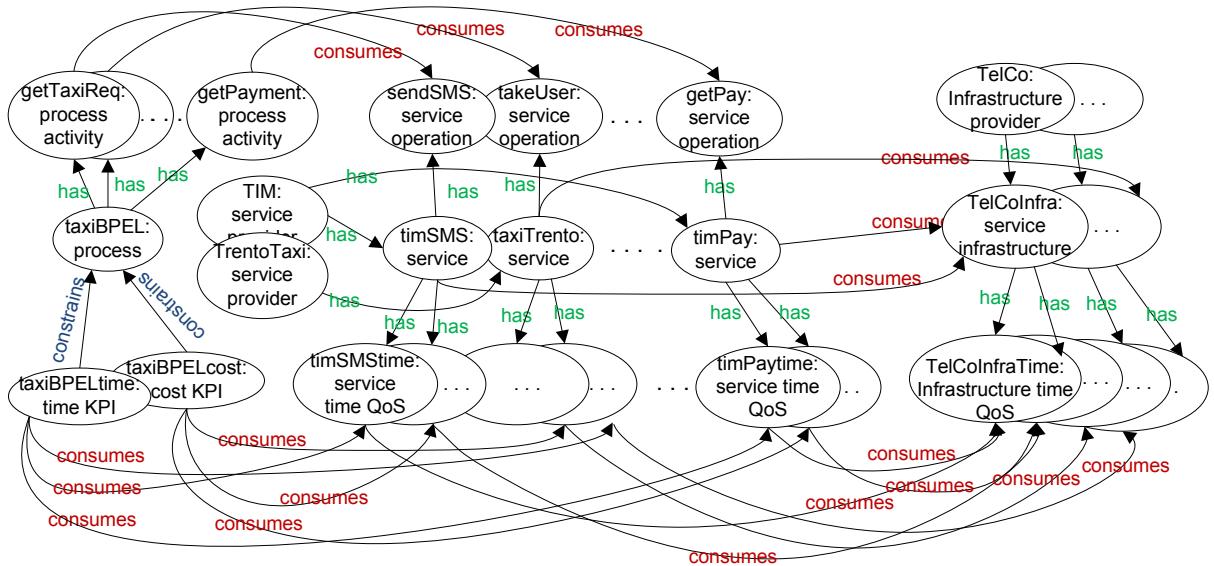 consumes
consumes
consumes
getTaxiReq:
process
activity
. . . .
getPayment:
process
activity
sendSMS:
service
operation
takeUser:
service
operation
. . .
getPay:
service
operation
TelCo:
Infrastructure
provider
. . .
has
has
has
has
has
has
has
has
has
consumes
taxiBPEL:
process
TIM:
service
provider
TrentoTaxi:
service
provider
has
has
timSMS:
service
taxiTrento:
service
. . . .
timPay:
service
consumes
consumes
TelCoInfra:
service
infrastructure
. . .
constrains
constrains
has
has
has
has
has
has
has
has
has
has
taxiBPELtime:
time KPI
taxiBPELcost:
cost KPI
timSMStime:
service
time QoS
. . .
. . .
. . .
. . .
timPaytime:
service time
QoS
. .
TelCoInfraTime:
Infrastructure time
QoS
. . .
. . .
.
consumes
consumes
consumes
consumes
consumes
consumes
consumes
consumes
consumes